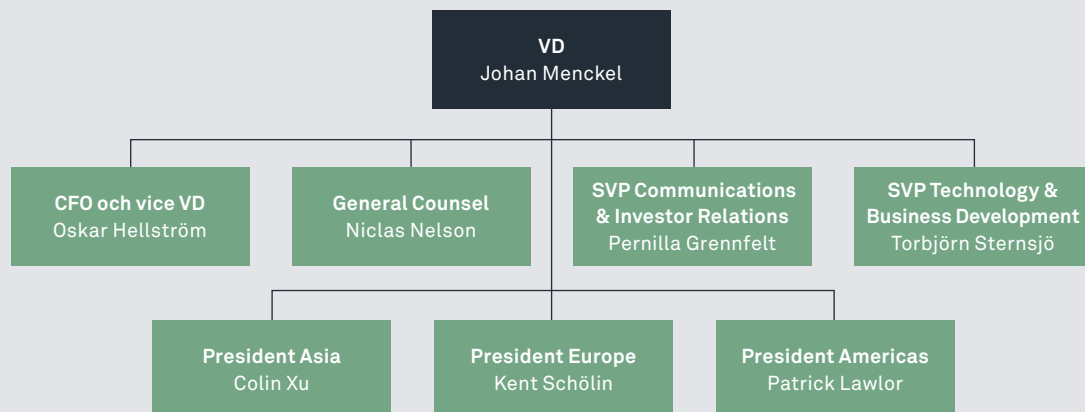 VD
Johan Menckel
CFO och vice VD
Oskar Hellström
General Counsel
Niclas Nelson
SVP Communications
& Investor Relations
Pernilla Grennfelt
SVP Technology &
Business Development
Torbjörn Sternsjö
President Asia
Colin Xu
President Europe
Kent Schölin
President Americas
Patrick Lawlor